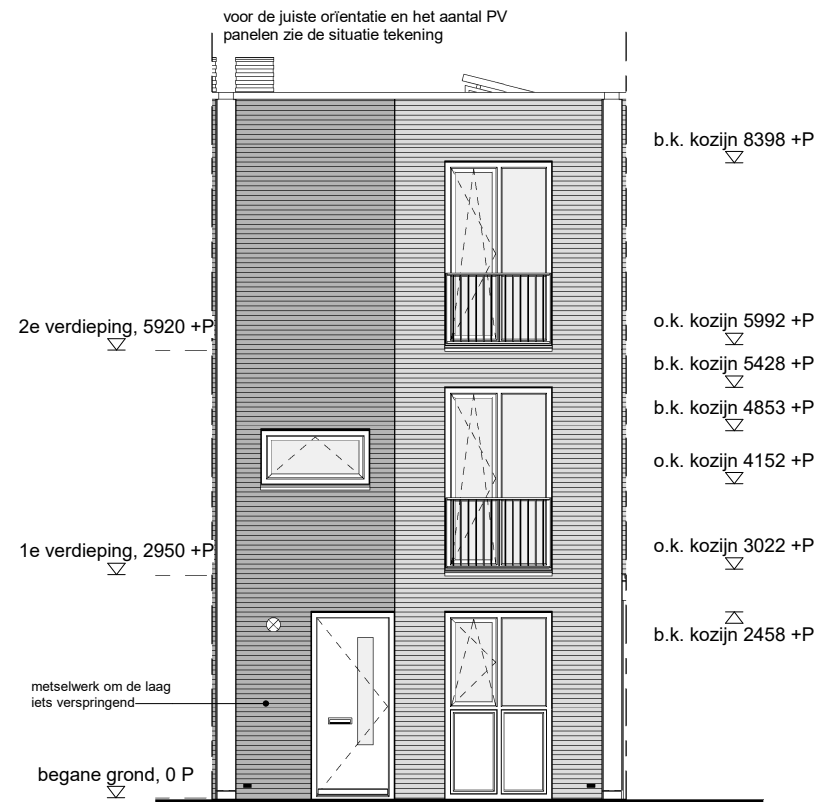 voor de juiste orïentatie en het aantal PV
panelen zie de situatie tekening
b.k. kozijn 8398 +P
2e verdieping, 5920 +P
o.k. kozijn 5992 +P
b.k. kozijn 5428 +P
b.k. kozijn 4853 +P
o.k. kozijn 4152 +P
1e verdieping, 2950 +P
o.k. kozijn 3022 +P
b.k. kozijn 2458 +P
metselwerk om de laag
iets verspringend
begane grond, 0 P